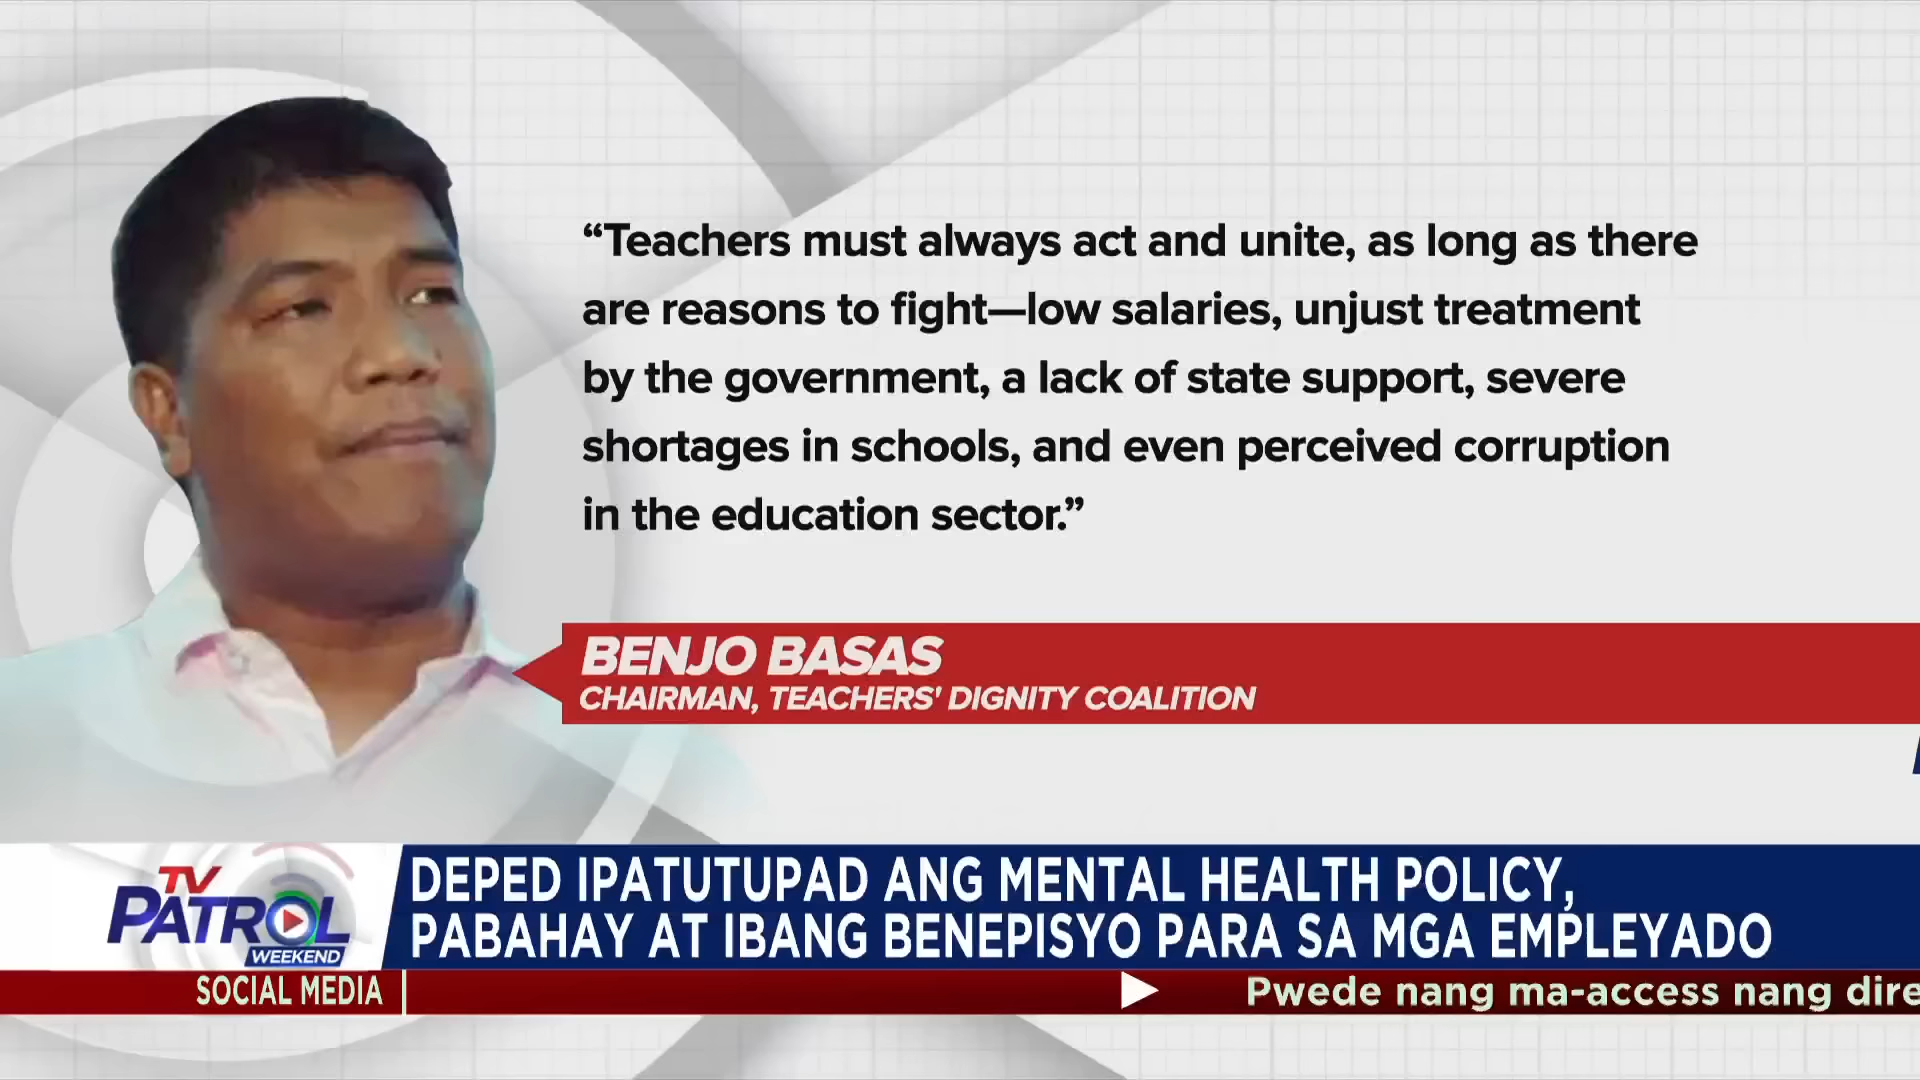 “Teachers must always act and unite, as long as there
are reasons to fight—low salaries, unjust treatment
by the government, a lack of state support, severe
shortages in schools, and even perceived corruption
in the education sector.”
BENJO BASAS
CHAIRMAN, TEACHERS' DIGNITY COALITION
TV
PATROL
WEEKEND
DEPED IPATUTUPAD ANG MENTAL HEALTH POLICY,
PABAHAY AT IBANG BENEPISYO PARA SA MGA EMPLEYADO
SOCIAL MEDIA
Pwede nang ma-access nang dire